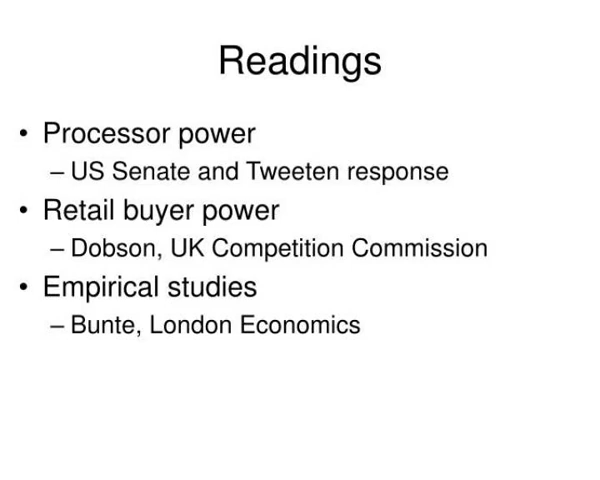 Readings
• Processor power
– US Senate and Tweeten response
• Retail buyer power
– Dobson, UK Competition Commission
• Empirical studies
– Bunte, London Economics